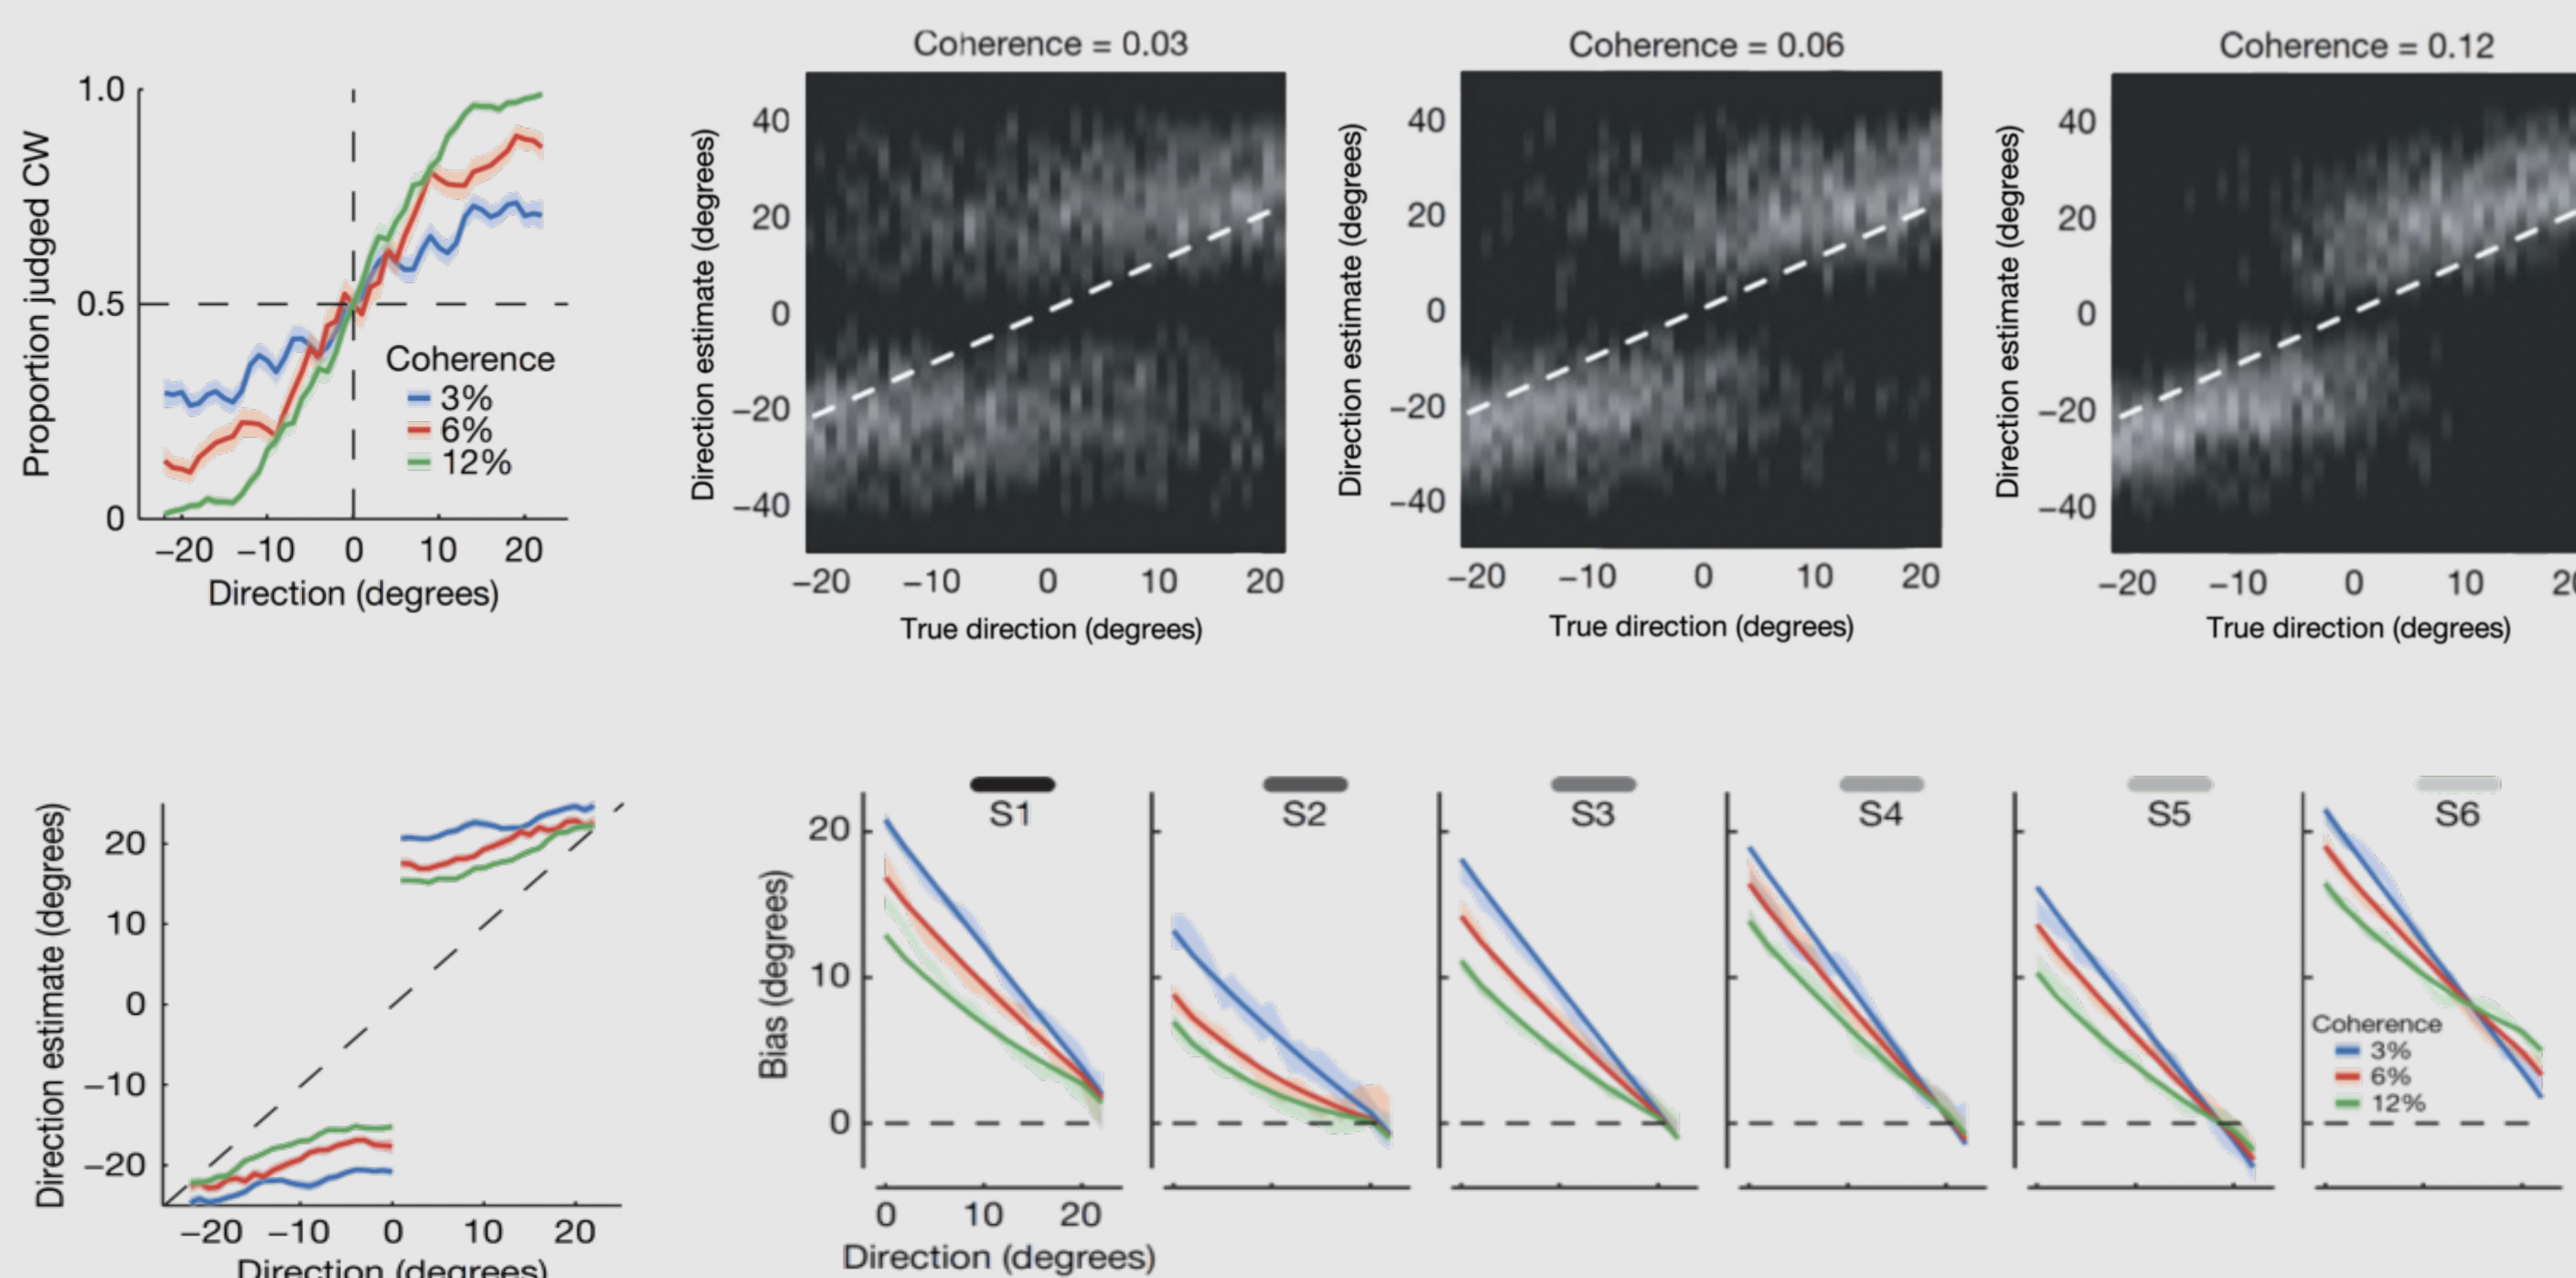 Coherence = 0.03
Coherence = 0.06
Coherence = 0.12
Proportion judged CW
1.0
0.5
0
Coherence
3%
6%
12%
−20 −10 0 10 20
Direction (degrees)
Direction estimate (degrees)
40
20
0
−20
−40
−20 −10 0 10 20
True direction (degrees)
Direction estimate (degrees)
40
20
0
−20
−40
−20 −10 0 10 20
True direction (degrees)
Direction estimate (degrees)
40
20
0
−20
−40
−20 −10 0 10
True direction (degrees)
Direction estimate (degrees)
20
10
0
−10
−20
−20 −10 0 10 20
Direction (degrees)
S1 S2 S3 S4 S5 S6
Bias (degrees)
20
10
0
0 10 20
Direction (degrees)
Coherence
3%
6%
12%